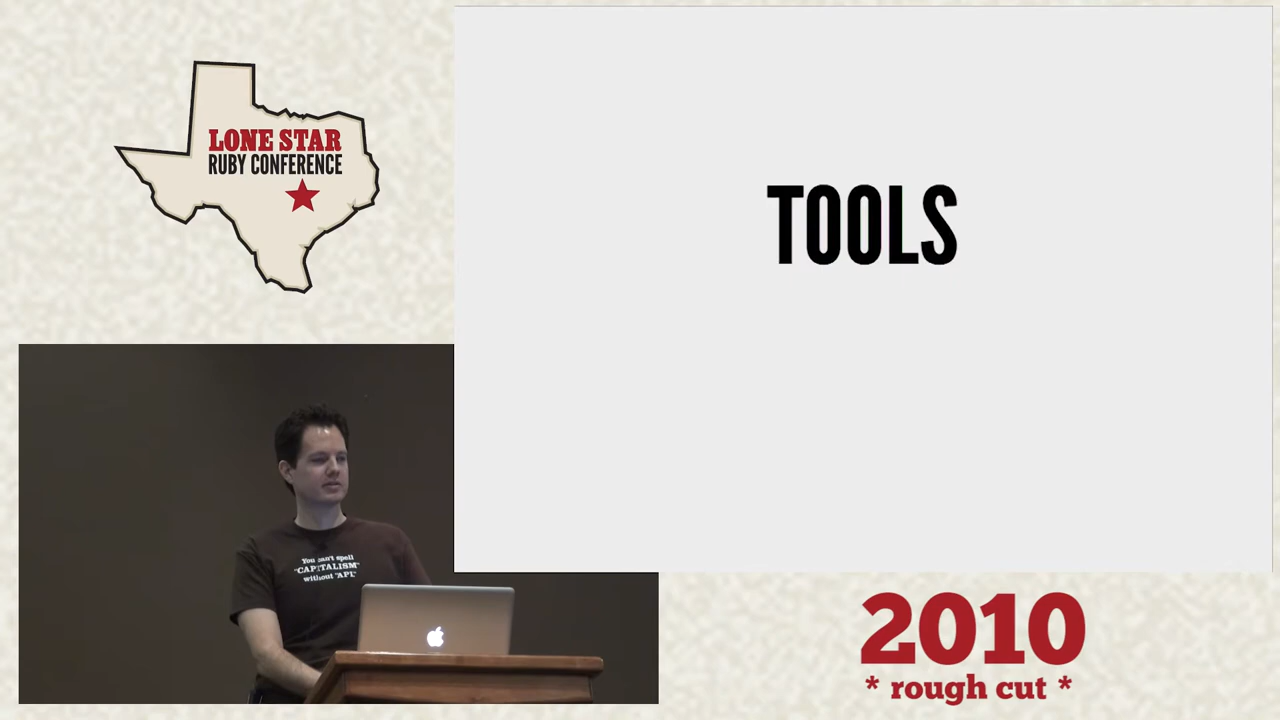 LONE STAR
RUBY CONFERENCE
TOOLS
You can't spell
"CAPITALISM"
without "API."
2010
* rough cut *